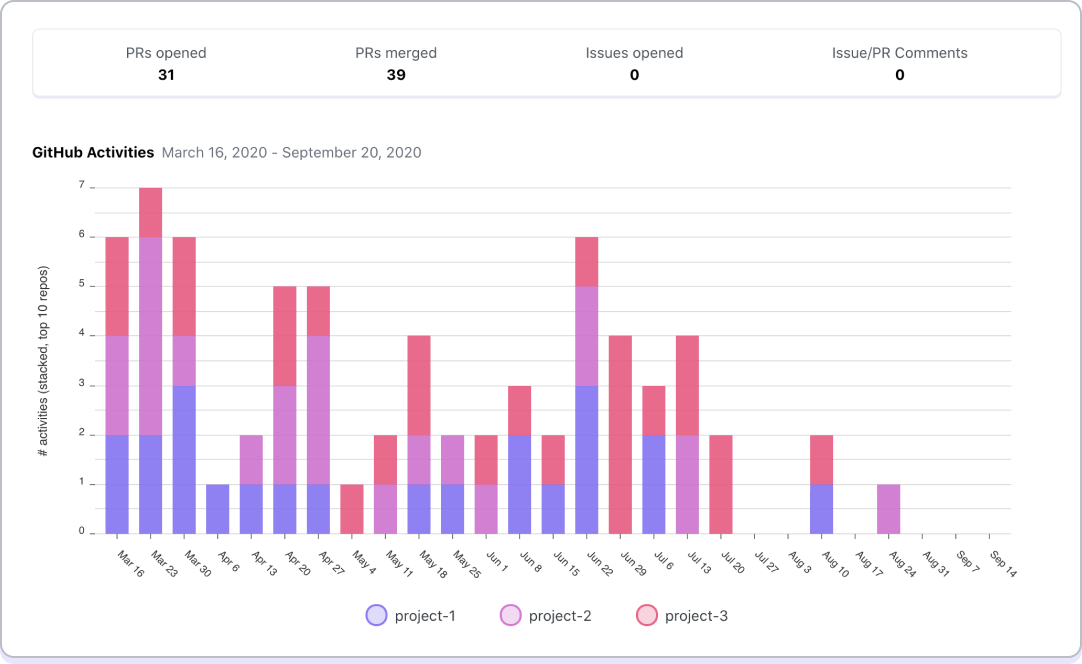 PRs opened PRs merged Issues opened Issue/PR Comments
31 39 0 0
GitHub Activities March 16, 2020 - September 20, 2020
# activities (stacked, top 10 repos)
7
6
5
4
3
2
1
0
Mar 16 Mar 23 Mar 30 Apr 6 Apr 13 Apr 20 Apr 27 May 4 May 11 May 18 May 25 Jun 1 Jun 8 Jun 15 Jun 22 Jun 29 Jul 6 Jul 13 Jul 20 Jul 27 Aug 3 Aug 10 Aug 17 Aug 24 Aug 31 Sep 7 Sep 14
project-1 project-2 project-3